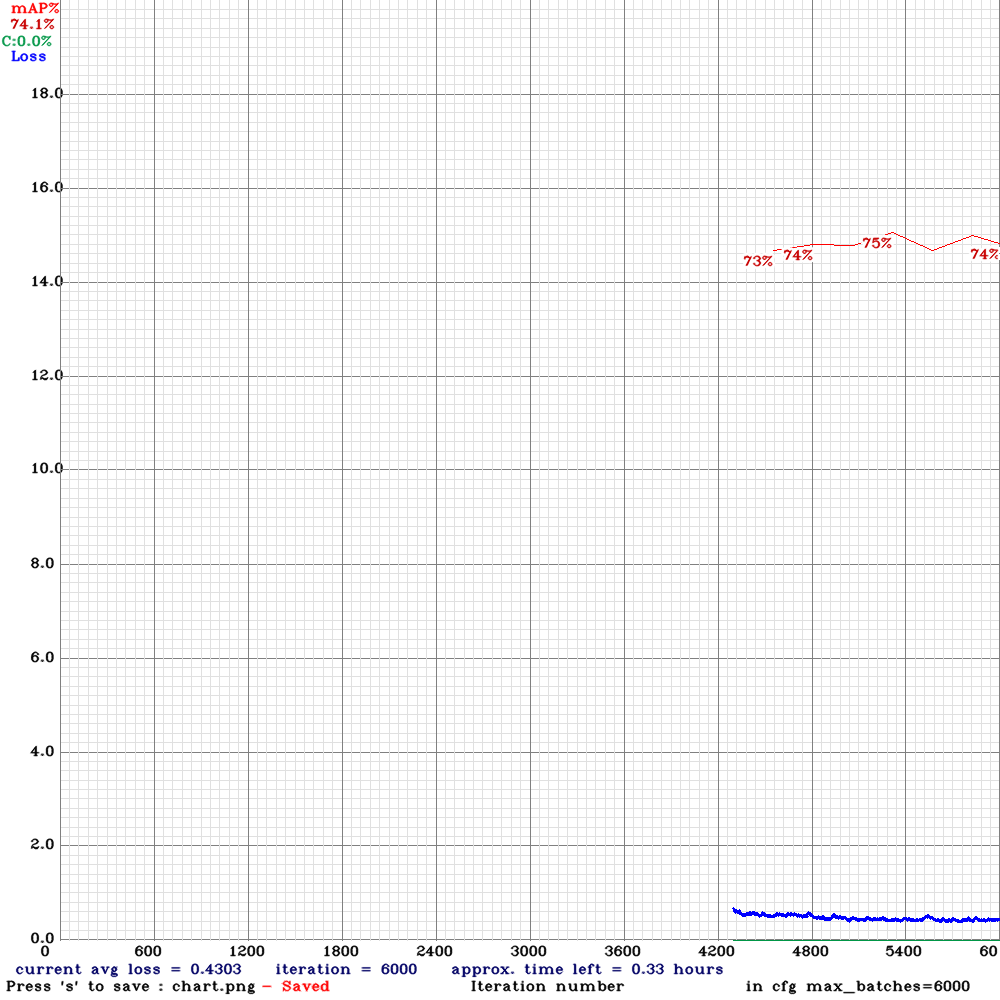 mAP%
74.1%
C:0.0%
Loss
18.0
16.0
75%
73% 74% 74%
14.0
12.0
10.0
8.0
6.0
4.0
2.0
0.0
0 600 1200 1800 2400 3000 3600 4200 4800 5400 60
current avg loss = 0.4303 iteration = 6000 approx. time left = 0.33 hours
Press 's' to save : chart.png - Saved Iteration number in cfg max_batches=6000